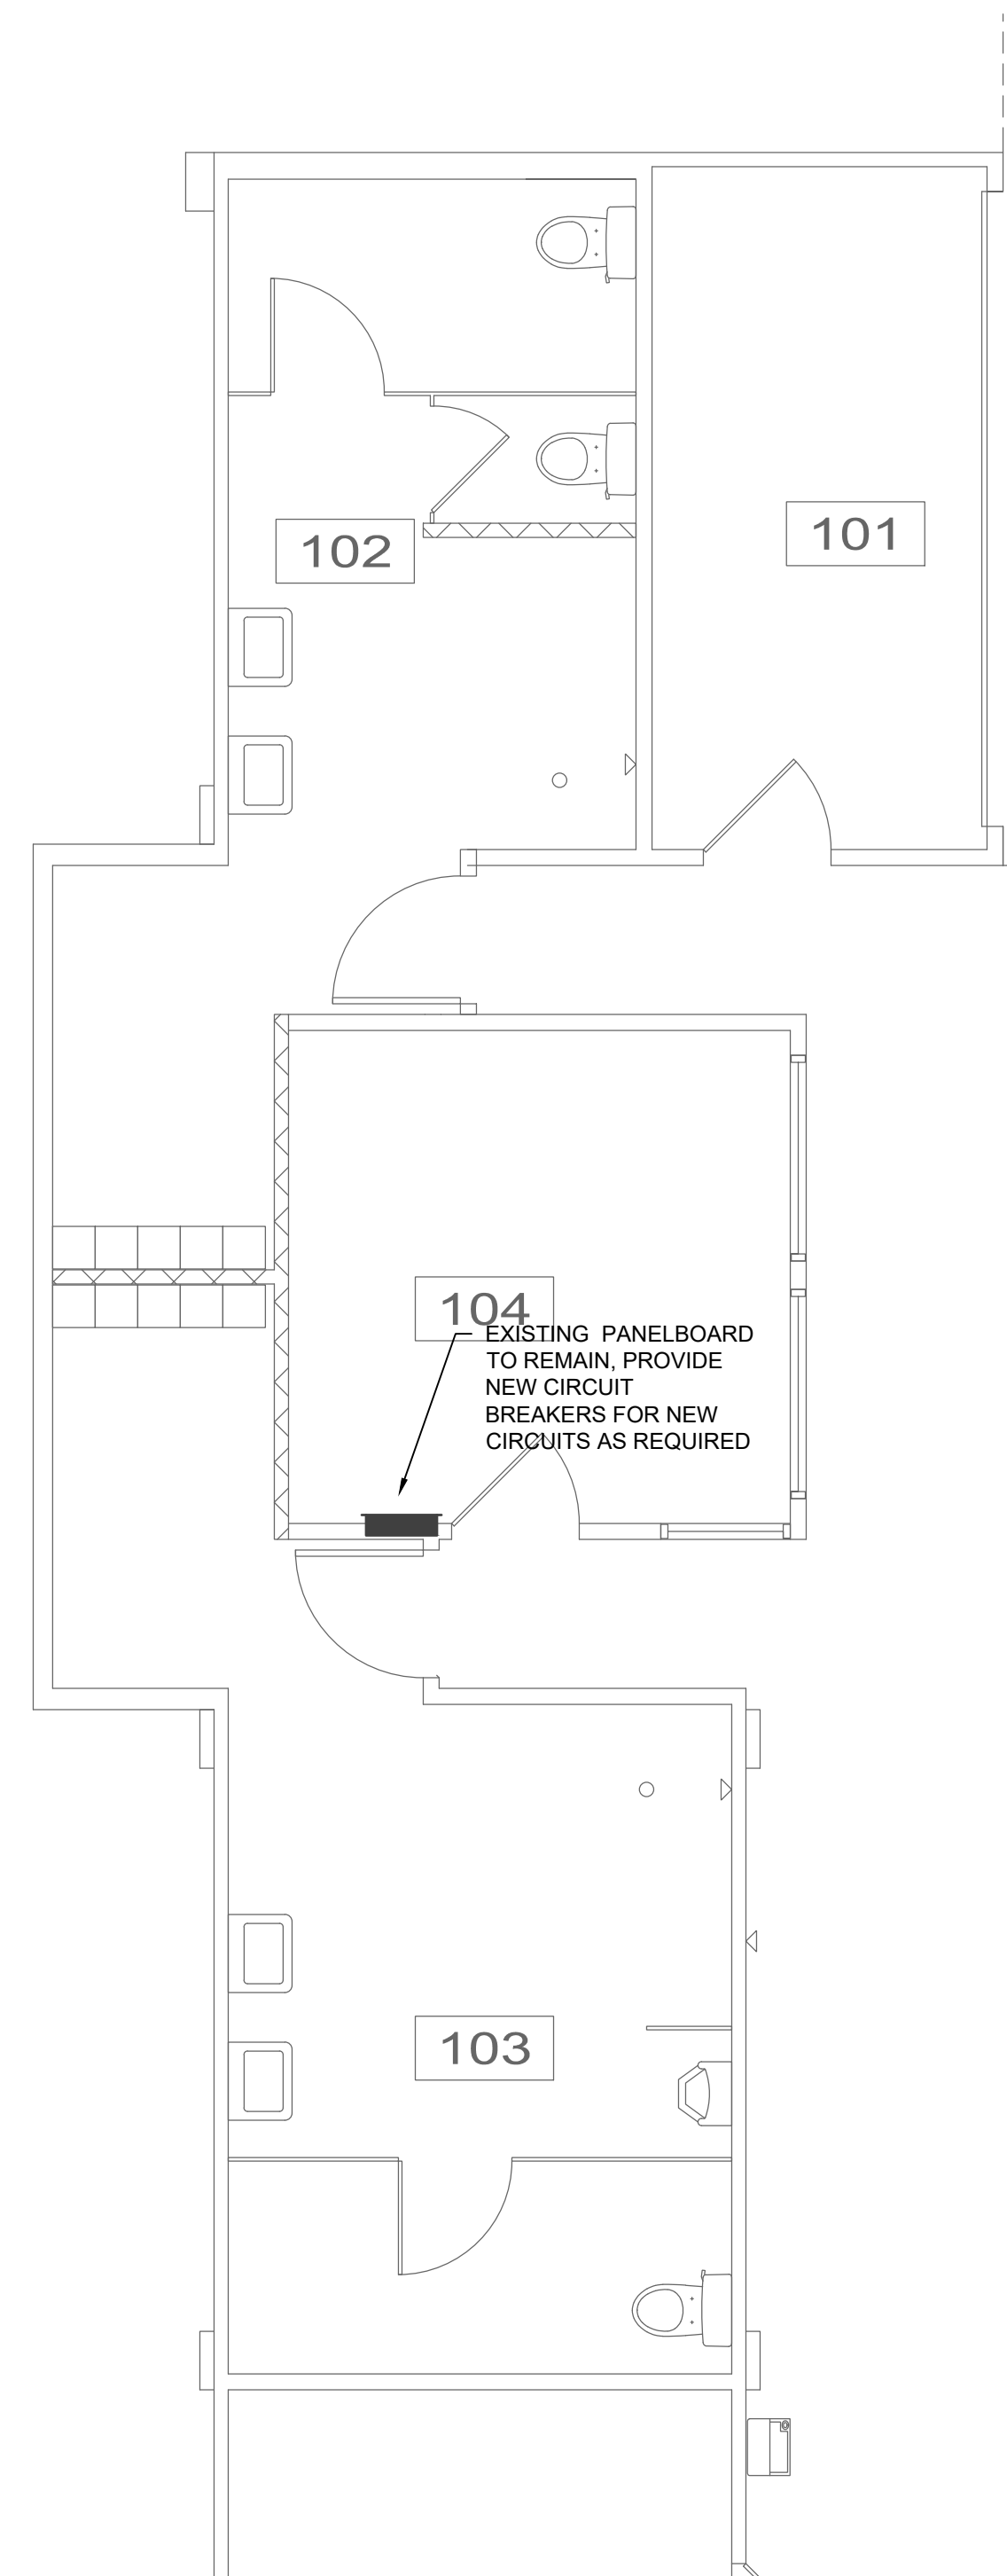 102
101
104
EXISTING PANELBOARD
TO REMAIN, PROVIDE
NEW CIRCUIT
BREAKERS FOR NEW
CIRCUITS AS REQUIRED
103